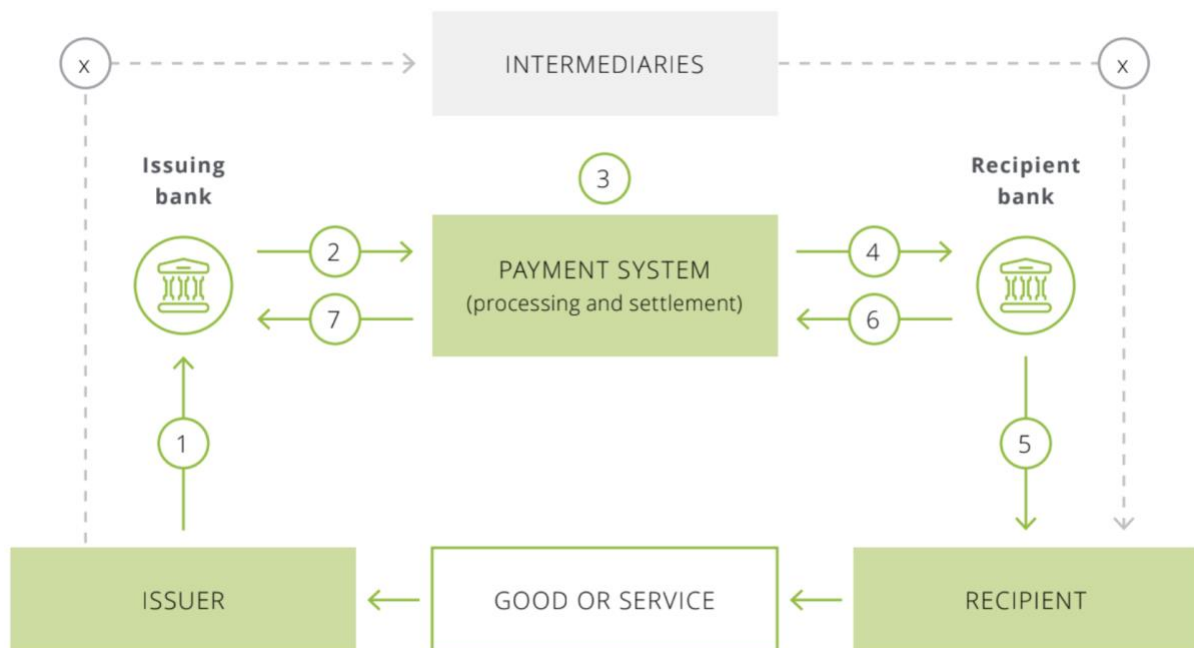 x
INTERMEDIARIES
x
3
Issuing
bank
Recipient
bank
2
4
PAYMENT SYSTEM
(processing and settlement)
7
6
1
5
ISSUER
GOOD OR SERVICE
RECIPIENT